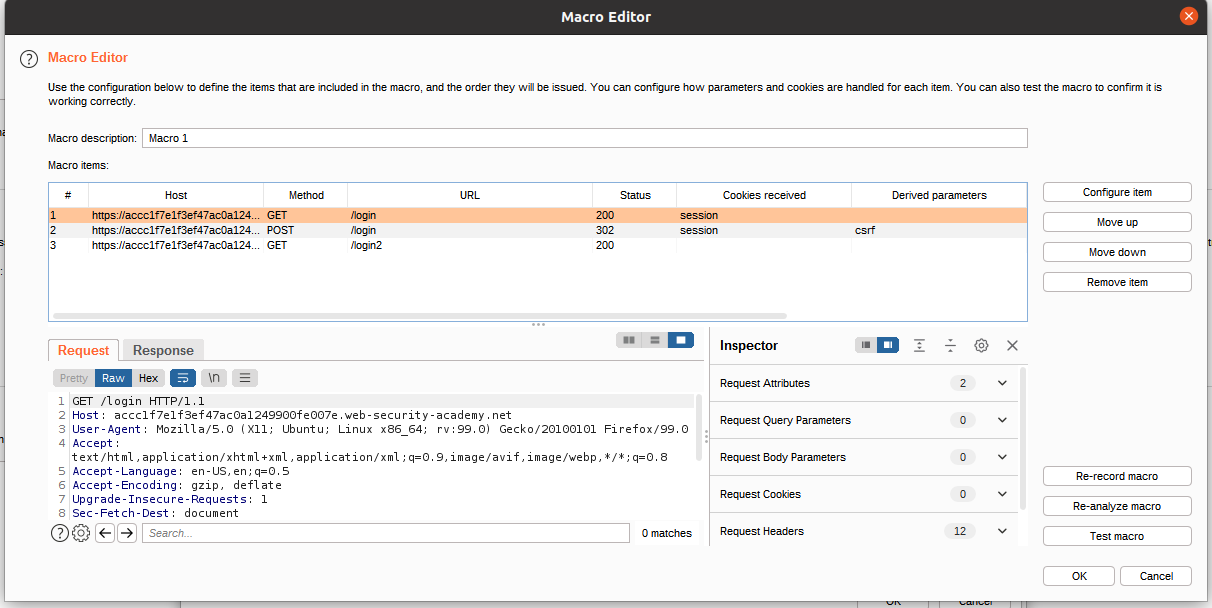 Macro Editor
Macro Editor
Use the configuration below to define the items that are included in the macro, and the order they will be issued. You can configure how parameters and cookies are handled for each item. You can also test the macro to confirm it is
working correctly.
Macro description: Macro 1
Macro items:
# Host Method URL Status Cookies received Derived parameters
1 https://accc1f7e1f3ef47ac0a124... GET /login 200 session
2 https://accc1f7e1f3ef47ac0a124... POST /login 302 session csrf
3 https://accc1f7e1f3ef47ac0a124... GET /login2 200
Configure item
Move up
Move down
Remove item
Request Response
Pretty Raw Hex \n
1 GET /login HTTP/1.1
2 Host: accc1f7e1f3ef47ac0a1249900fe007e.web-security-academy.net
3 User-Agent: Mozilla/5.0 (X11; Ubuntu; Linux x86_64; rv:99.0) Gecko/20100101 Firefox/99.0
4 Accept:
text/html,application/xhtml+xml,application/xml;q=0.9,image/avif,image/webp,*/*;q=0.8
5 Accept-Language: en-US,en;q=0.5
6 Accept-Encoding: gzip, deflate
7 Upgrade-Insecure-Requests: 1
8 Sec-Fetch-Dest: document
Search... 0 matches
Inspector
Request Attributes 2
Request Query Parameters 0
Request Body Parameters 0
Request Cookies 0
Request Headers 12
Re-record macro
Re-analyze macro
Test macro
OK Cancel
OK Cancel